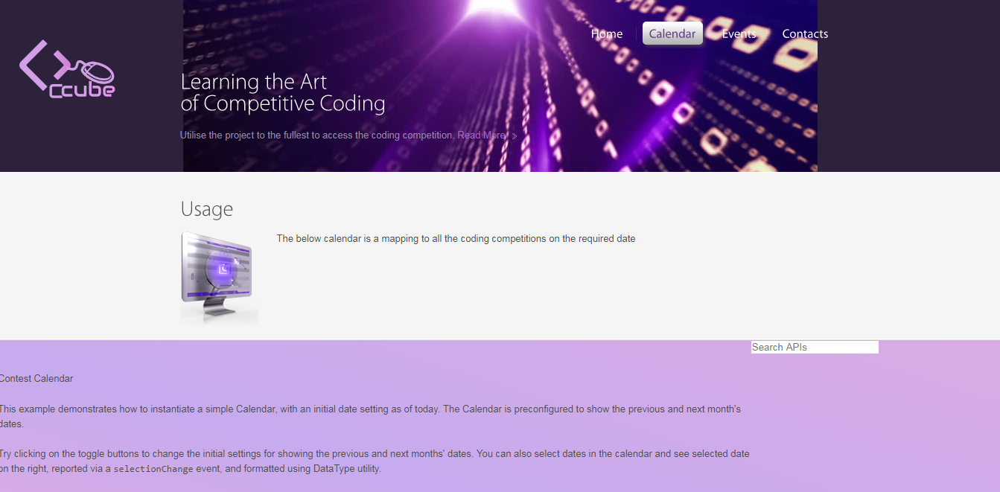 Home Calendar Events Contacts
Ccube
Learning the Art
of Competitive Coding
Utilise the project to the fullest to access the coding competition. Read More
Usage
The below calendar is a mapping to all the coding competitions on the required date
Search APIs
Contest Calendar
This example demonstrates how to instantiate a simple Calendar, with an initial date setting as of today. The Calendar is preconfigured to show the previous and next month's
dates.
Try clicking on the toggle buttons to change the initial settings for showing the previous and next months' dates. You can also select dates in the calendar and see selected date
on the right, reported via a selectionChange event, and formatted using DataType utility.